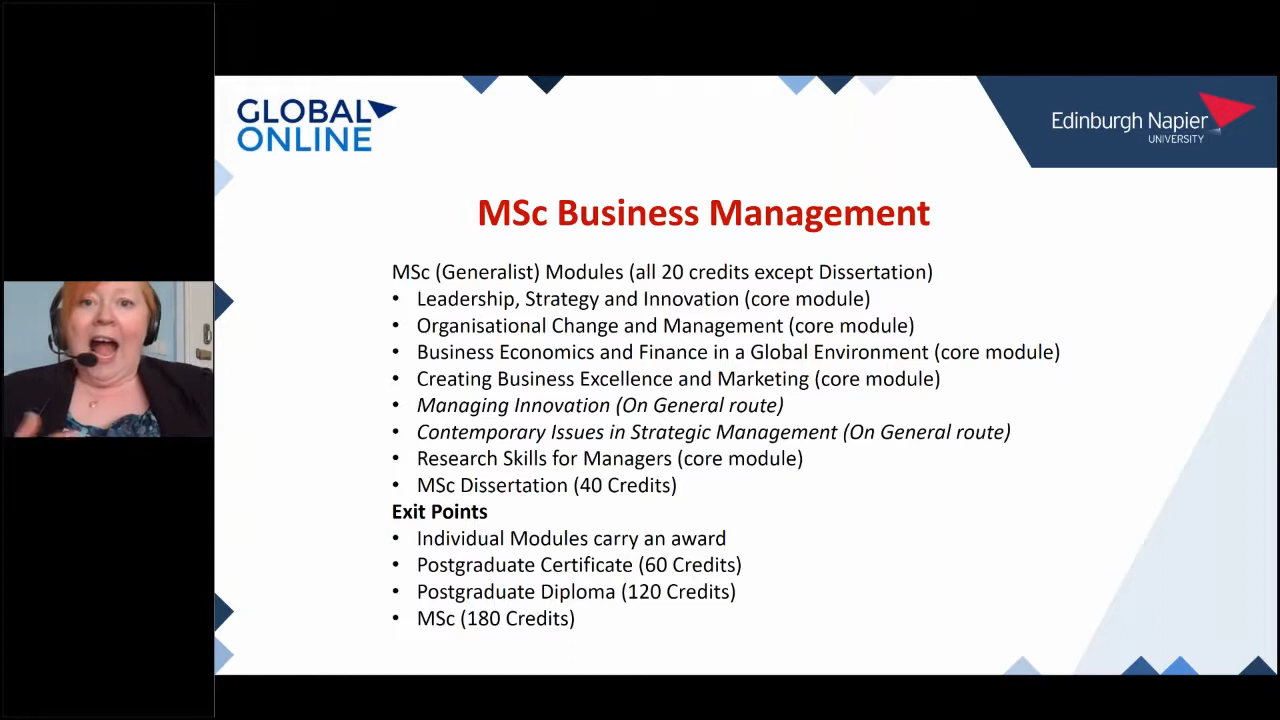 GLOBAL
ONLINE
Edinburgh Napier
UNIVERSITY
MSc Business Management
MSc (Generalist) Modules (all 20 credits except Dissertation)
• Leadership, Strategy and Innovation (core module)
• Organisational Change and Management (core module)
• Business Economics and Finance in a Global Environment (core module)
• Creating Business Excellence and Marketing (core module)
• Managing Innovation (On General route)
• Contemporary Issues in Strategic Management (On General route)
• Research Skills for Managers (core module)
• MSc Dissertation (40 Credits)
Exit Points
• Individual Modules carry an award
• Postgraduate Certificate (60 Credits)
• Postgraduate Diploma (120 Credits)
• MSc (180 Credits)